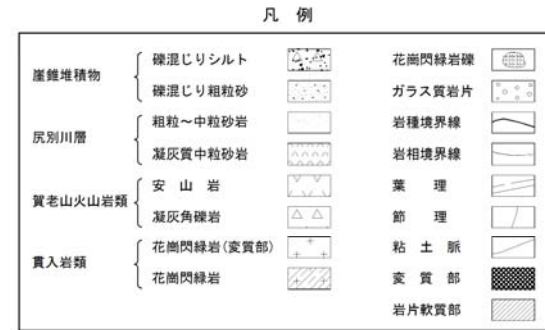 凡 例
崖錐堆積物
礫混じりシルト
礫混じり粗粒砂
尻別川層
粗粒～中粒砂岩
凝灰質中粒砂岩
賀老山火山岩類
安 山 岩
凝灰角礫岩
貫入岩類
花崗閃緑岩(変質部)
花崗閃緑岩
花崗閃緑岩礫
ガラス質岩片
岩種境界線
岩相境界線
葉 理
節 理
粘 土 脈
変 質 部
岩片軟質部